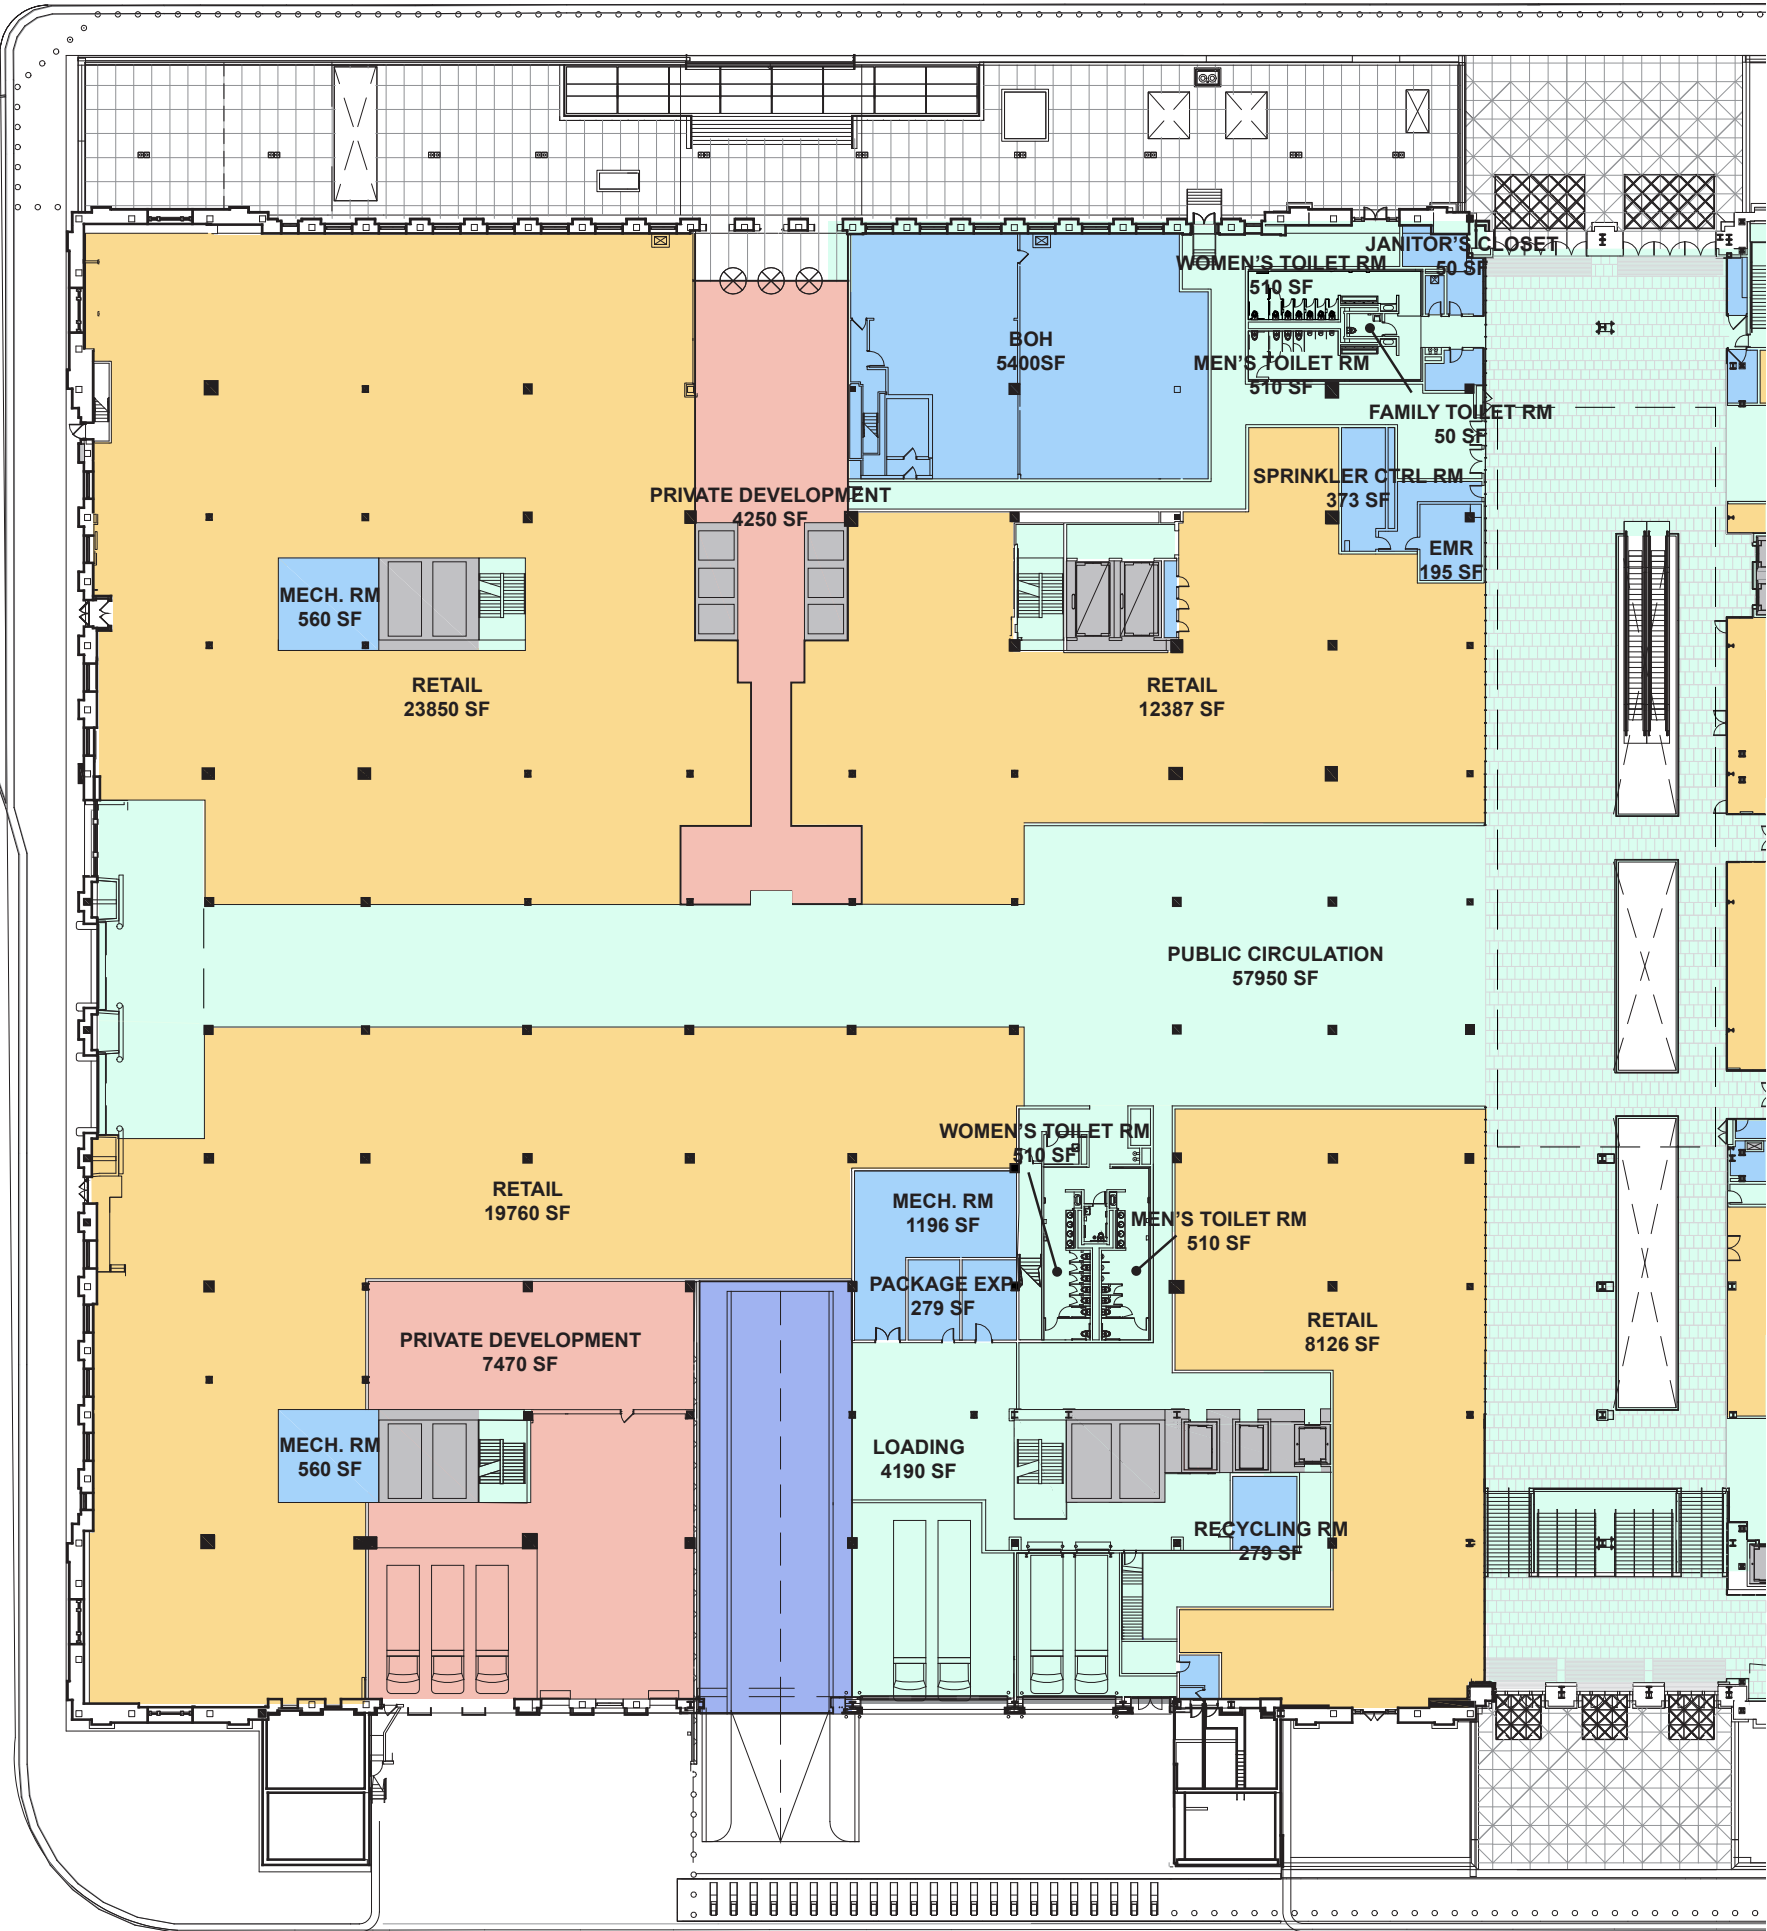 JANITOR'S CLOSET
50 SF
WOMEN'S TOILET RM
510 SF
BOH
5400SF
MEN'S TOILET RM
510 SF
FAMILY TOILET RM
50 SF
SPRINKLER CTRL RM
373 SF
PRIVATE DEVELOPMENT
4250 SF
EMR
195 SF
MECH. RM
560 SF
RETAIL
23850 SF
RETAIL
12387 SF
PUBLIC CIRCULATION
57950 SF
WOMEN'S TOILET RM
510 SF
RETAIL
19760 SF
MECH. RM
1196 SF
MEN'S TOILET RM
510 SF
PACKAGE EXP
279 SF
RETAIL
8126 SF
PRIVATE DEVELOPMENT
7470 SF
MECH. RM
560 SF
LOADING
4190 SF
RECYCLING RM
279 SF